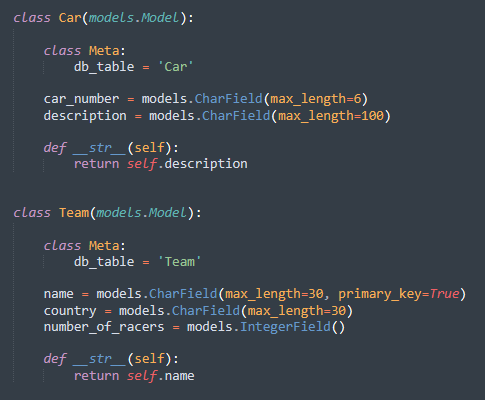 class Car(models.Model):
class Meta:
db_table = 'Car'
car_number = models.CharField(max_length=6)
description = models.CharField(max_length=100)
def __str__(self):
return self.description
class Team(models.Model):
class Meta:
db_table = 'Team'
name = models.CharField(max_length=30, primary_key=True)
country = models.CharField(max_length=30)
number_of_racers = models.IntegerField()
def __str__(self):
return self.name